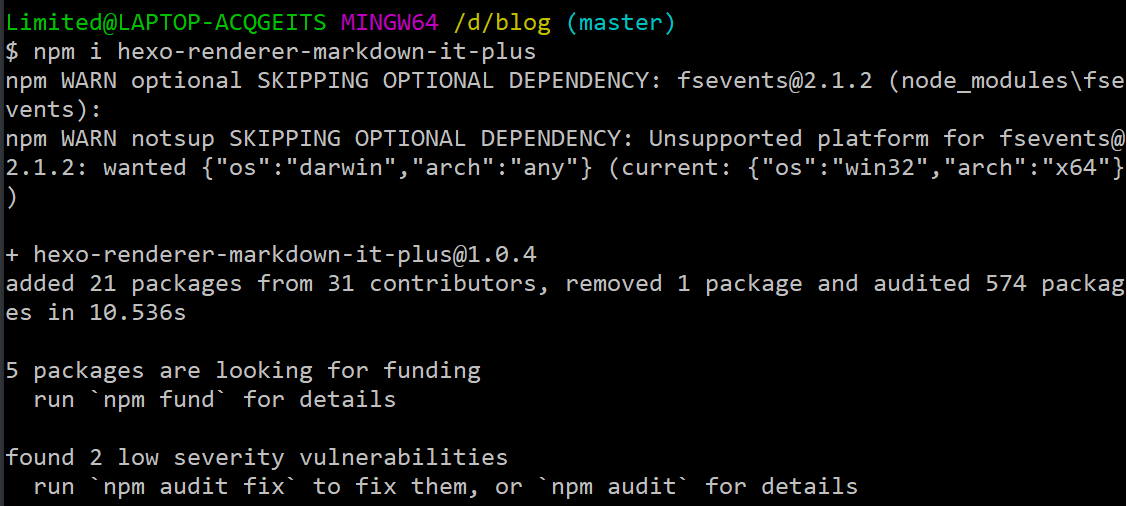 Limited@LAPTOP-ACQGEITS MINGW64 /d/blog (master)
$ npm i hexo-renderer-markdown-it-plus
npm WARN optional SKIPPING OPTIONAL DEPENDENCY: fsevents@2.1.2 (node_modules\fse
vents):
npm WARN notsup SKIPPING OPTIONAL DEPENDENCY: Unsupported platform for fsevents@
2.1.2: wanted {"os":"darwin","arch":"any"} (current: {"os":"win32","arch":"x64"}
)
+ hexo-renderer-markdown-it-plus@1.0.4
added 21 packages from 31 contributors, removed 1 package and audited 574 packag
es in 10.536s
5 packages are looking for funding
  run `npm fund` for details
found 2 low severity vulnerabilities
  run `npm audit fix` to fix them, or `npm audit` for details